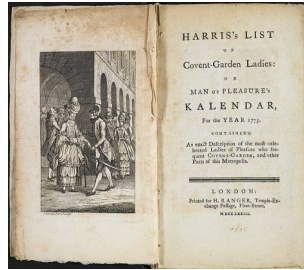 HARRIS'S LIST
OF
Covent-Garden Ladies:
OR
MAN OF PLEASURE'S
KALENDAR,
For the YEAR 1773.
CONTAINING
An exact Description of the most cele-
brated Ladies of Pleasure who fre-
quent COVENT-GARDEN, and other
Parts of this Metropolis.
LONDON:
Printed for H. RANGER, Temple-Ex-
change Passage, Fleet-Street.
MDCCLXXIII.